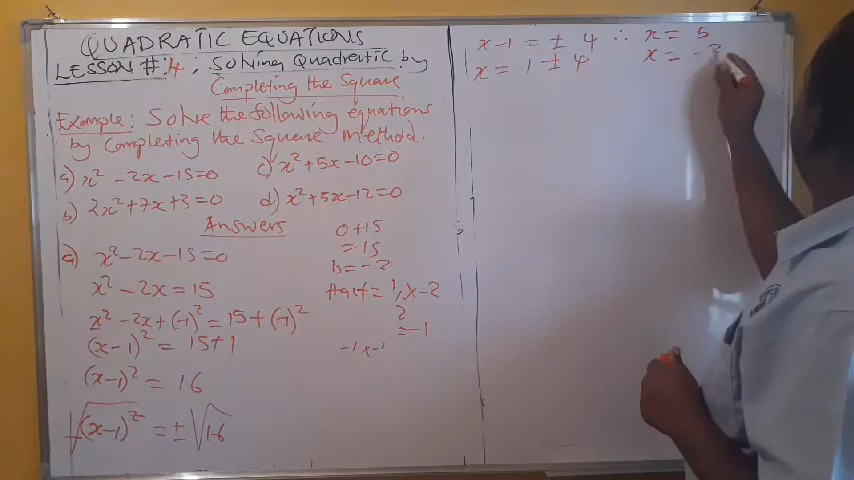 QUADRATIC EQUATIONS
LESSON #:4 ; Solving Quadratic by
Completing the Square
Example: Solve the following equations
by Completing the Square method.
a) x² - 2x - 15 = 0
b) 2x² + 7x + 3 = 0
c) x² + 5x - 10 = 0
d) x² + 5x - 12 = 0
Answers
a) x² - 2x - 15 = 0
x² - 2x = 15
x² - 2x + (-1)² = 15 + (-1)²
(x-1)² = 15 + 1
(x-1)² = 16
√(x-1)² = ± √16
0 + 15
= 15
b = -2
Half = 1/2 x -2
= -1
-1 x -1
x - 1 = ± 4 ∴ x = 5
x = 1 ± 4 x = -3